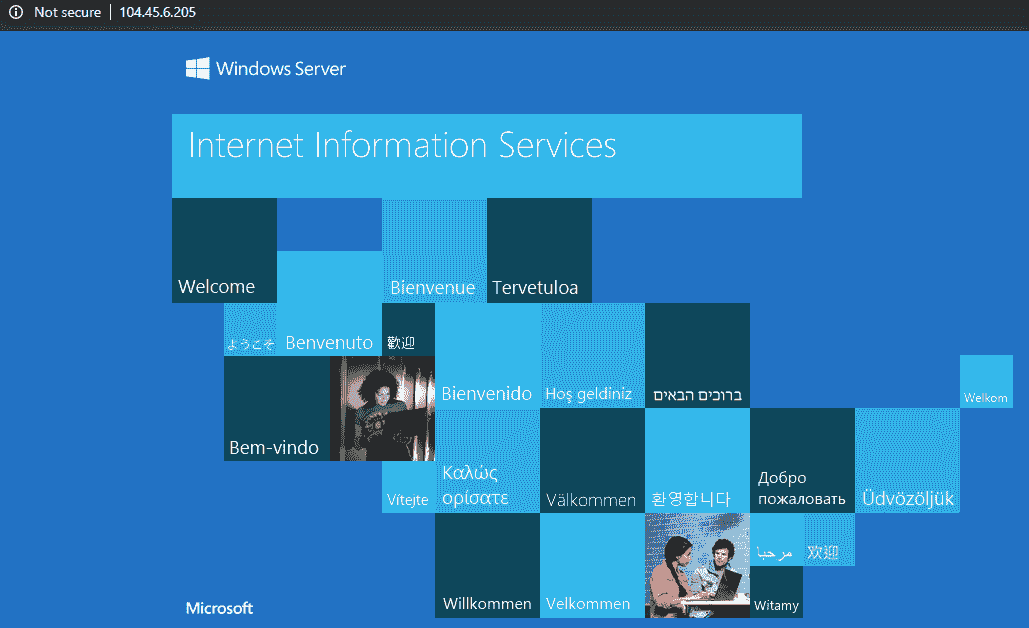 Not secure | 104.45.6.205
Windows Server
Internet Information Services
Welcome
Bienvenue
Tervetuloa
ようこそ
Benvenuto
歡迎
Bienvenido
Hoş geldiniz
ברוכים הבאים
Welkom
Bem-vindo
Vítejte
Καλώς
ορίσατε
Välkommen
환영합니다
Добро
пожаловать
Üdvözöljük
مرحبا
欢迎
Willkommen
Velkommen
Witamy
Microsoft